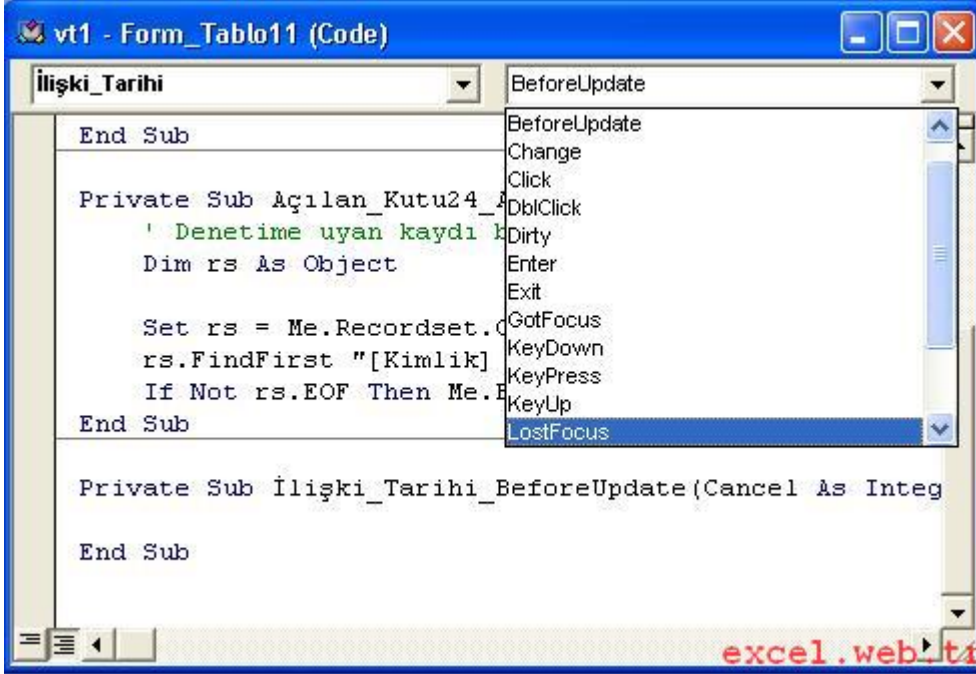 vt1 - Form_Tablo11 (Code)
İlişki_Tarihi
BeforeUpdate
BeforeUpdate
Change
Click
DblClick
Dirty
Enter
Exit
GotFocus
KeyDown
KeyPress
KeyUp
LostFocus
End Sub
Private Sub Açılan_Kutu24_
' Denetime uyan kaydı
Dim rs As Object
Set rs = Me.Recordset.
rs.FindFirst "[Kimlik]
If Not rs.EOF Then Me.
End Sub
Private Sub İlişki_Tarihi_BeforeUpdate(Cancel As Integ
End Sub
excel.web.tr